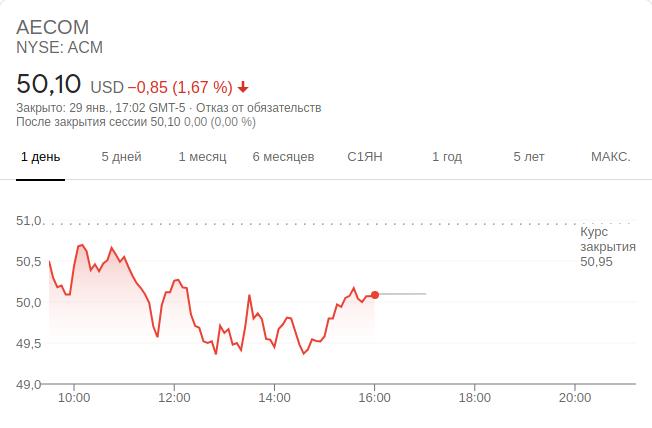 AECOM
NYSE: ACM
50,10 USD −0,85 (1,67 %)
Закрыто: 29 янв., 17:02 GMT-5 · Отказ от обязательств
После закрытия сессии 50,10 0,00 (0,00 %)
1 день 5 дней 1 месяц 6 месяцев С1ЯН 1 год 5 лет МАКС.
51,0
Курс
закрытия
50,95
50,5
50,0
49,5
49,0
10:00 12:00 14:00 16:00 18:00 20:00